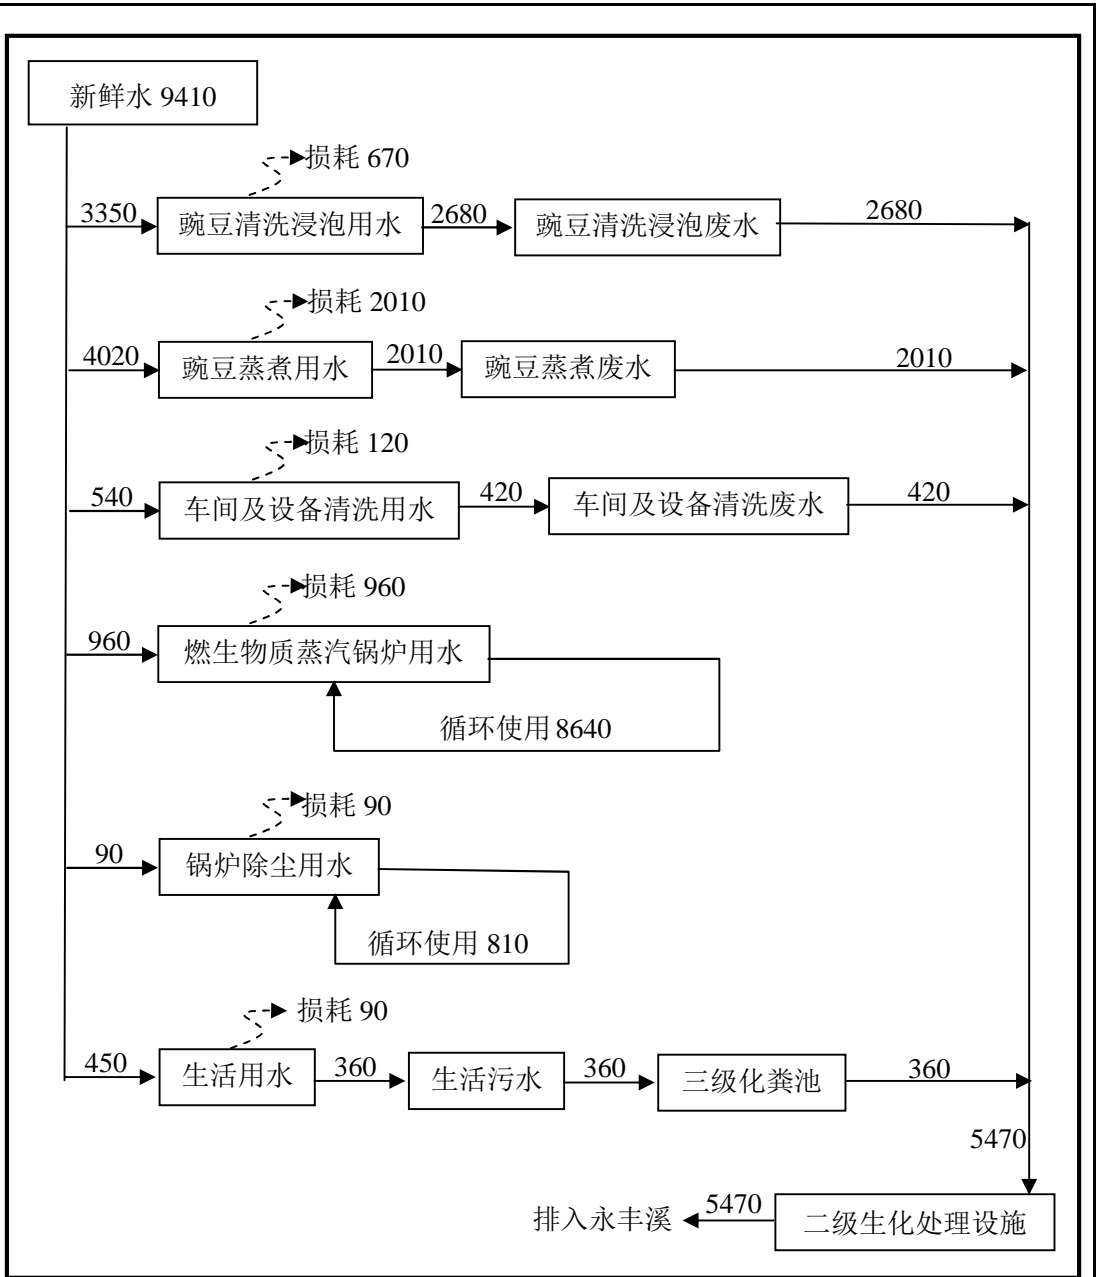 新鲜水 9410
损耗 670
3350
豌豆清洗浸泡用水
2680
豌豆清洗浸泡废水
2680
损耗 2010
4020
豌豆蒸煮用水
2010
豌豆蒸煮废水
2010
损耗 120
540
车间及设备清洗用水
420
车间及设备清洗废水
420
损耗 960
960
燃生物质蒸汽锅炉用水
循环使用 8640
损耗 90
90
锅炉除尘用水
循环使用 810
损耗 90
450
生活用水
360
生活污水
360
三级化粪池
360
5470
排入永丰溪
5470
二级生化处理设施